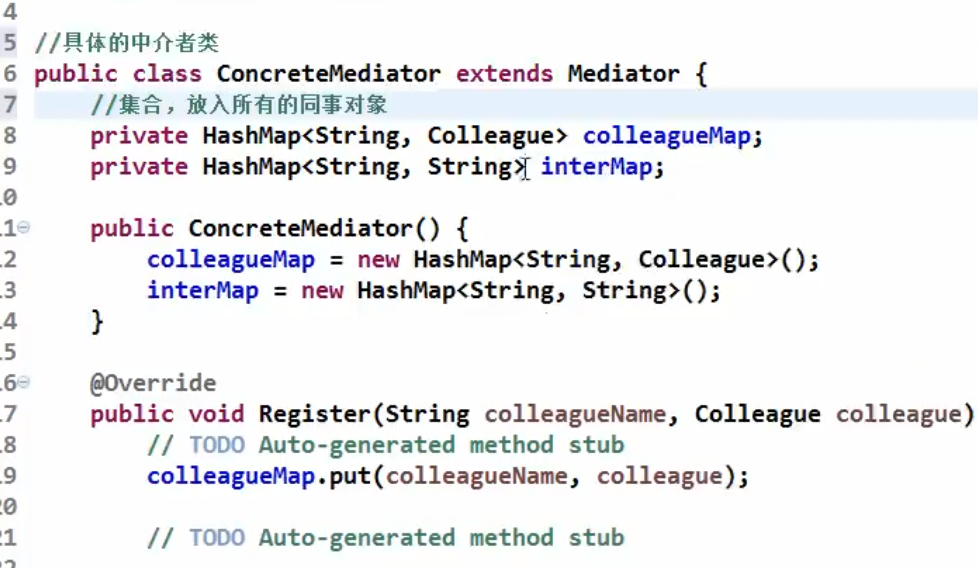 4
5 //具体的中介者类
6 public class ConcreteMediator extends Mediator {
7 //集合，放入所有的同事对象
8 private HashMap<String, Colleague> colleagueMap;
9 private HashMap<String, String> interMap;
10
11 public ConcreteMediator() {
12 colleagueMap = new HashMap<String, Colleague>();
13 interMap = new HashMap<String, String>();
14 }
15
16 @Override
17 public void Register(String colleagueName, Colleague colleague)
18 // TODO Auto-generated method stub
19 colleagueMap.put(colleagueName, colleague);
20
21 // TODO Auto-generated method stub